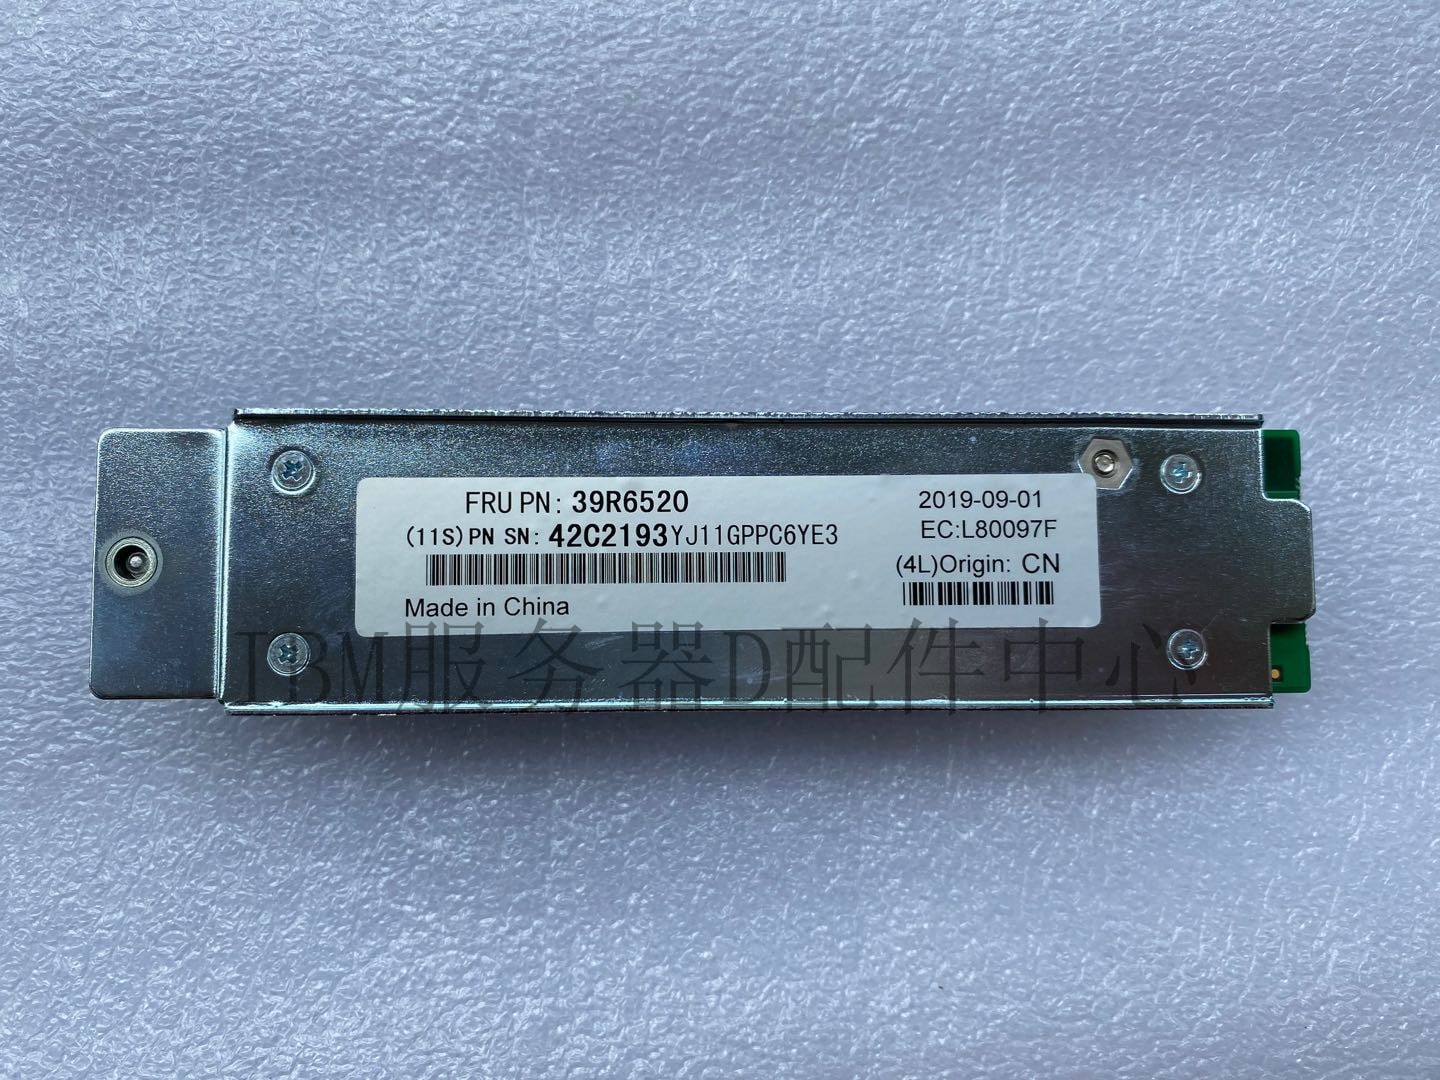 FRU PN: 39R6520
(11S)PN SN: 42C2193YJ11GPPC6YE3
Made in China
2019-09-01
EC:L80097F
(4L)Origin: CN
IBM服务器D配件中心